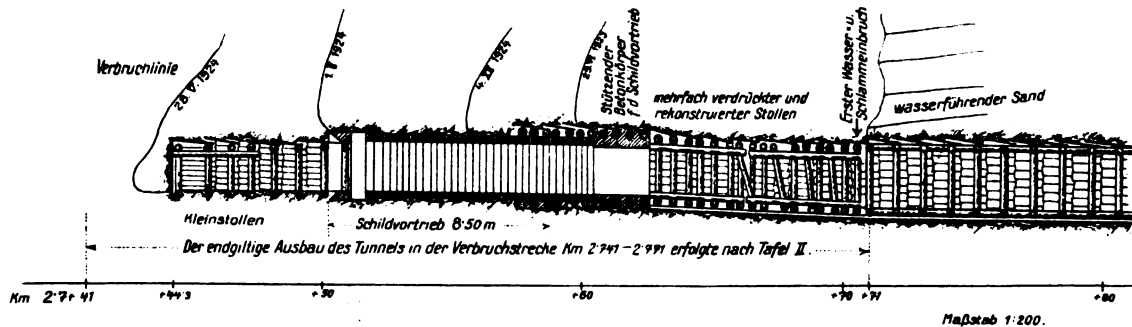 Verbruchlinie
28. V. 1924
1. II 1924
4. XII 1924
29. VI 1923
Stützender
Betonkörper
f d Schildvortrieb
mehrfach verdrückter und
rekonstruierter Stollen
Erster Wasser- u.
Schlammeinbruch
wasserführender Sand
Kleinstollen
Schildvortrieb 8·50 m
Der endgiltige Ausbau des Tunnels in der Verbruchstrecke Km 2·741 – 2·771 erfolgte nach Tafel II.
Km 2·7+41
+44·3
+50
+60
+70
+71
+80
Maßstab 1:200.